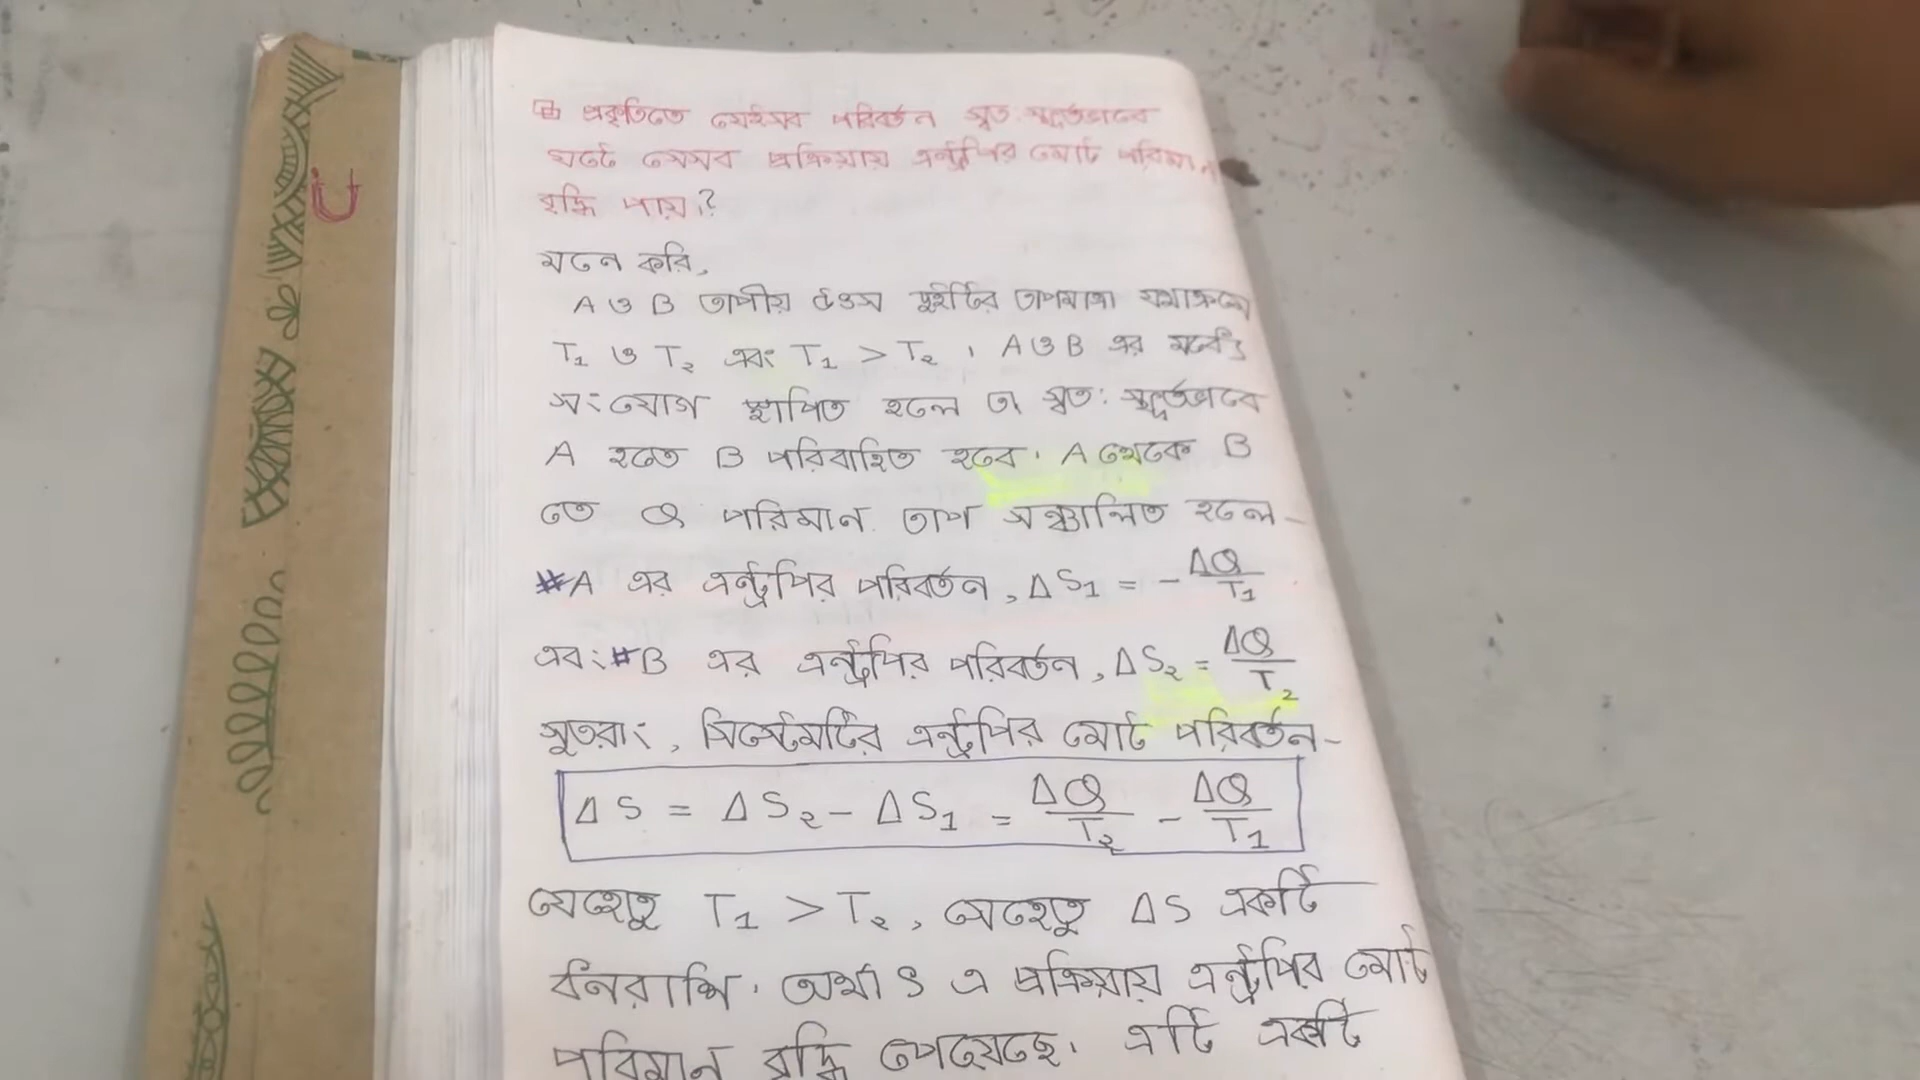 প্রকৃতিতে যেইসব পরিবর্তন স্বত:স্ফূর্তভাবে
ঘটে সেসব প্রক্রিয়ায় এন্ট্রপির মোট পরিমা
বৃদ্ধি পায়।?
মনে করি,
A ও B তাপীয় উৎস দুইটির তাপমাত্রা যথাক্রমে
T₁ ও T₂ এবং T₁ > T₂ । A ও B এর মধ্যে
সংযোগ স্থাপিত হলে তা স্বত:স্ফূর্তভাবে
A হতে B পরিবাহিত হবে। A থেকে B
তে Q পরিমান তাপ সঞ্চালিত হলে-
#A এর এন্ট্রপির পরিবর্তন, ΔS₁ = - ΔQ/T₁
এবং #B এর এন্ট্রপির পরিবর্তন, ΔS₂ = ΔQ/T₂
সুতরাং, সিস্টেমটির এন্ট্রপির মোট পরিবর্তন-
ΔS = ΔS₂ - ΔS₁ = ΔQ/T₂ - ΔQ/T₁
যেহেতু T₁ > T₂, সেহেতু ΔS একটি
ধনরাশি। অর্থাৎ এ প্রক্রিয়ায় এন্ট্রপির মোট
পরিমান বৃদ্ধি পেয়েছে। এটি একটি